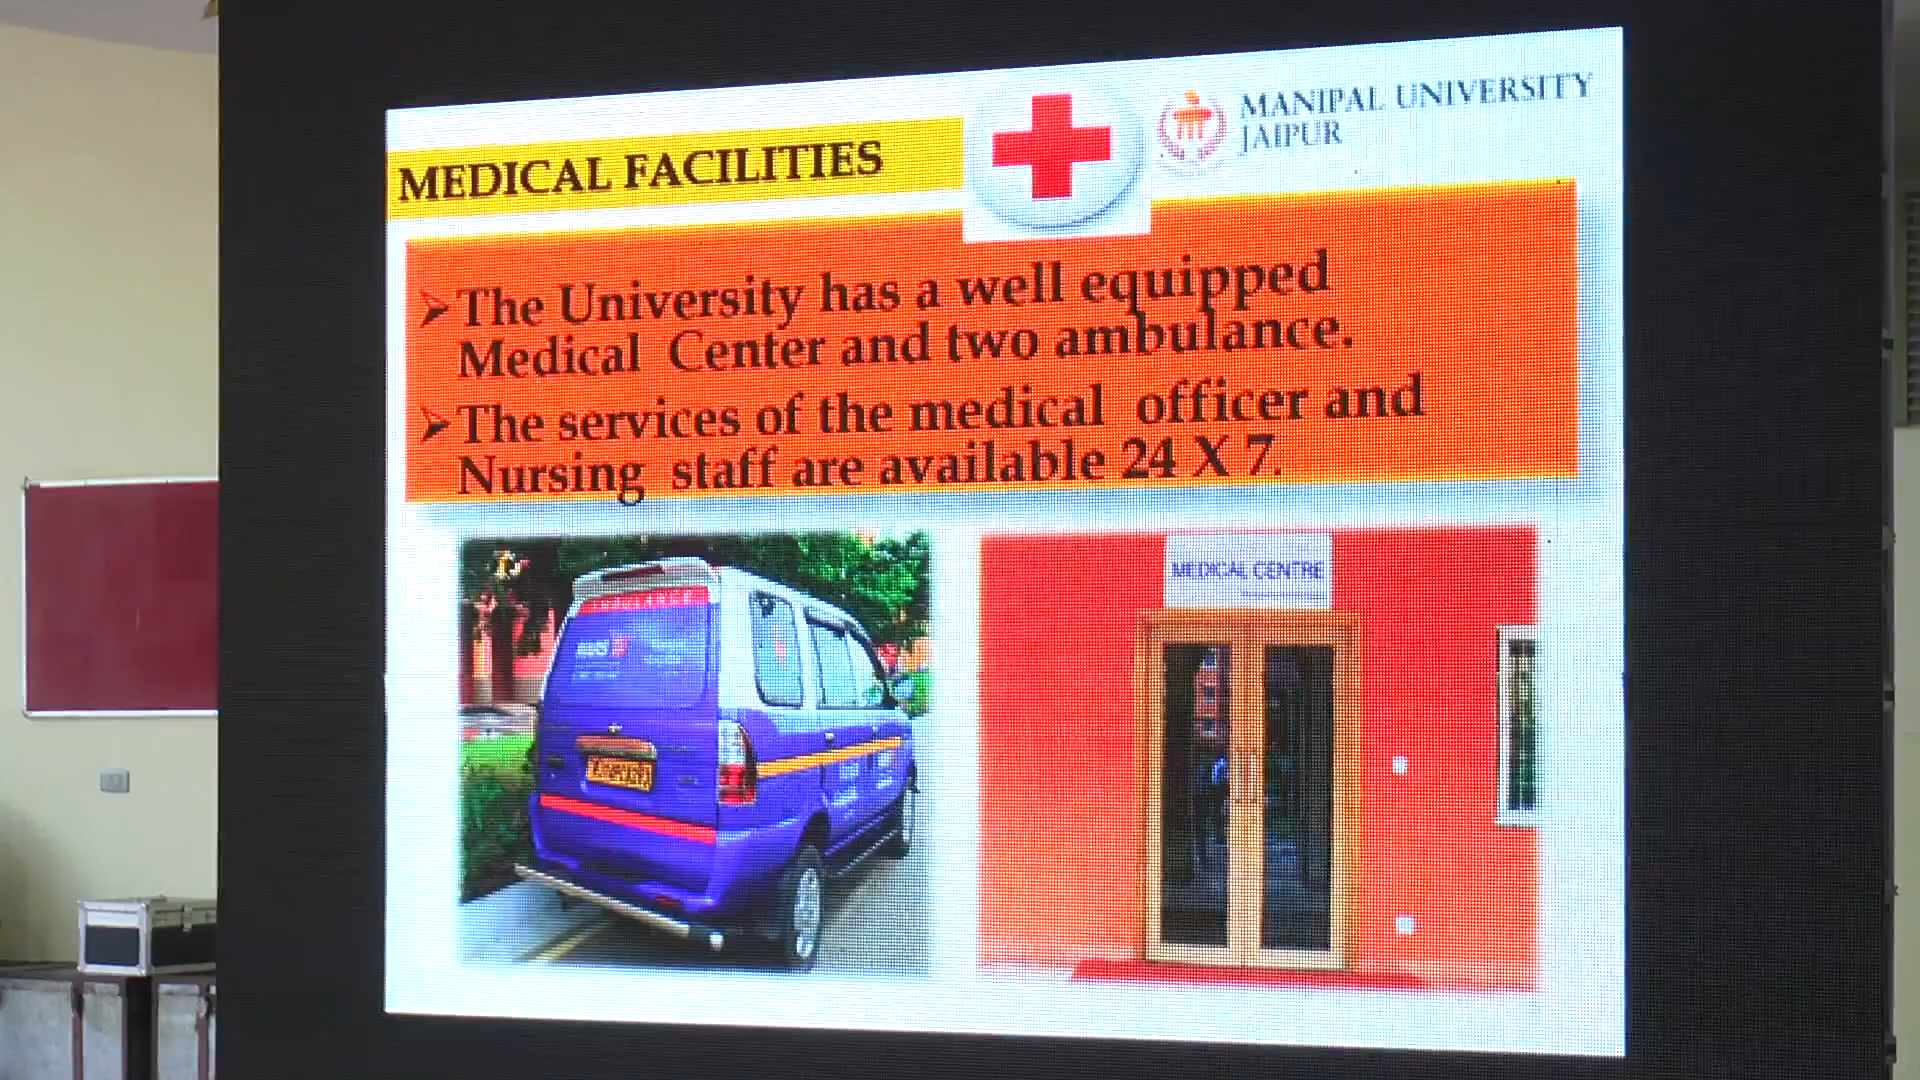 MANIPAL UNIVERSITY
JAIPUR
MEDICAL FACILITIES
➢The University has a well equipped
Medical Center and two ambulance.
➢The services of the medical officer and
Nursing staff are available 24 X 7.
AMBULANCE
MEDICAL CENTRE